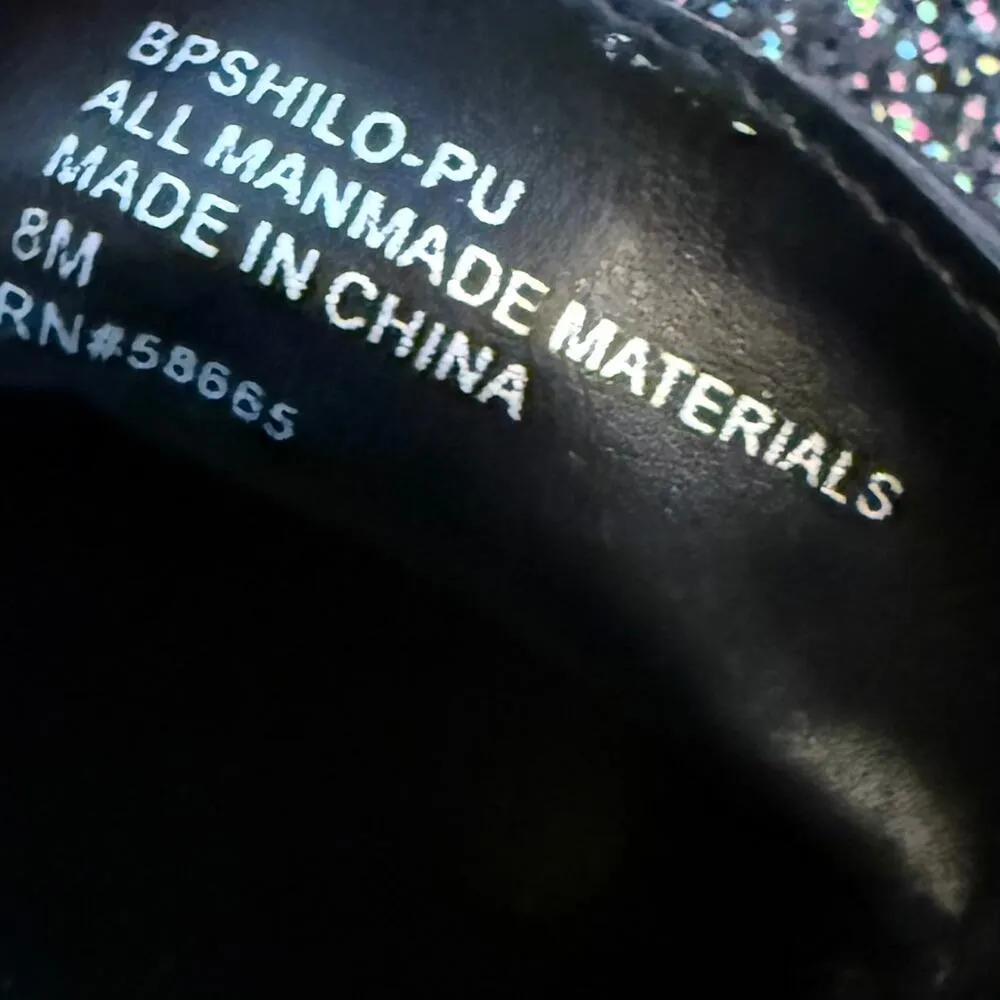 BPSHILO-PU
ALL MANMADE MATERIALS
MADE IN CHINA
8M
RN#58665